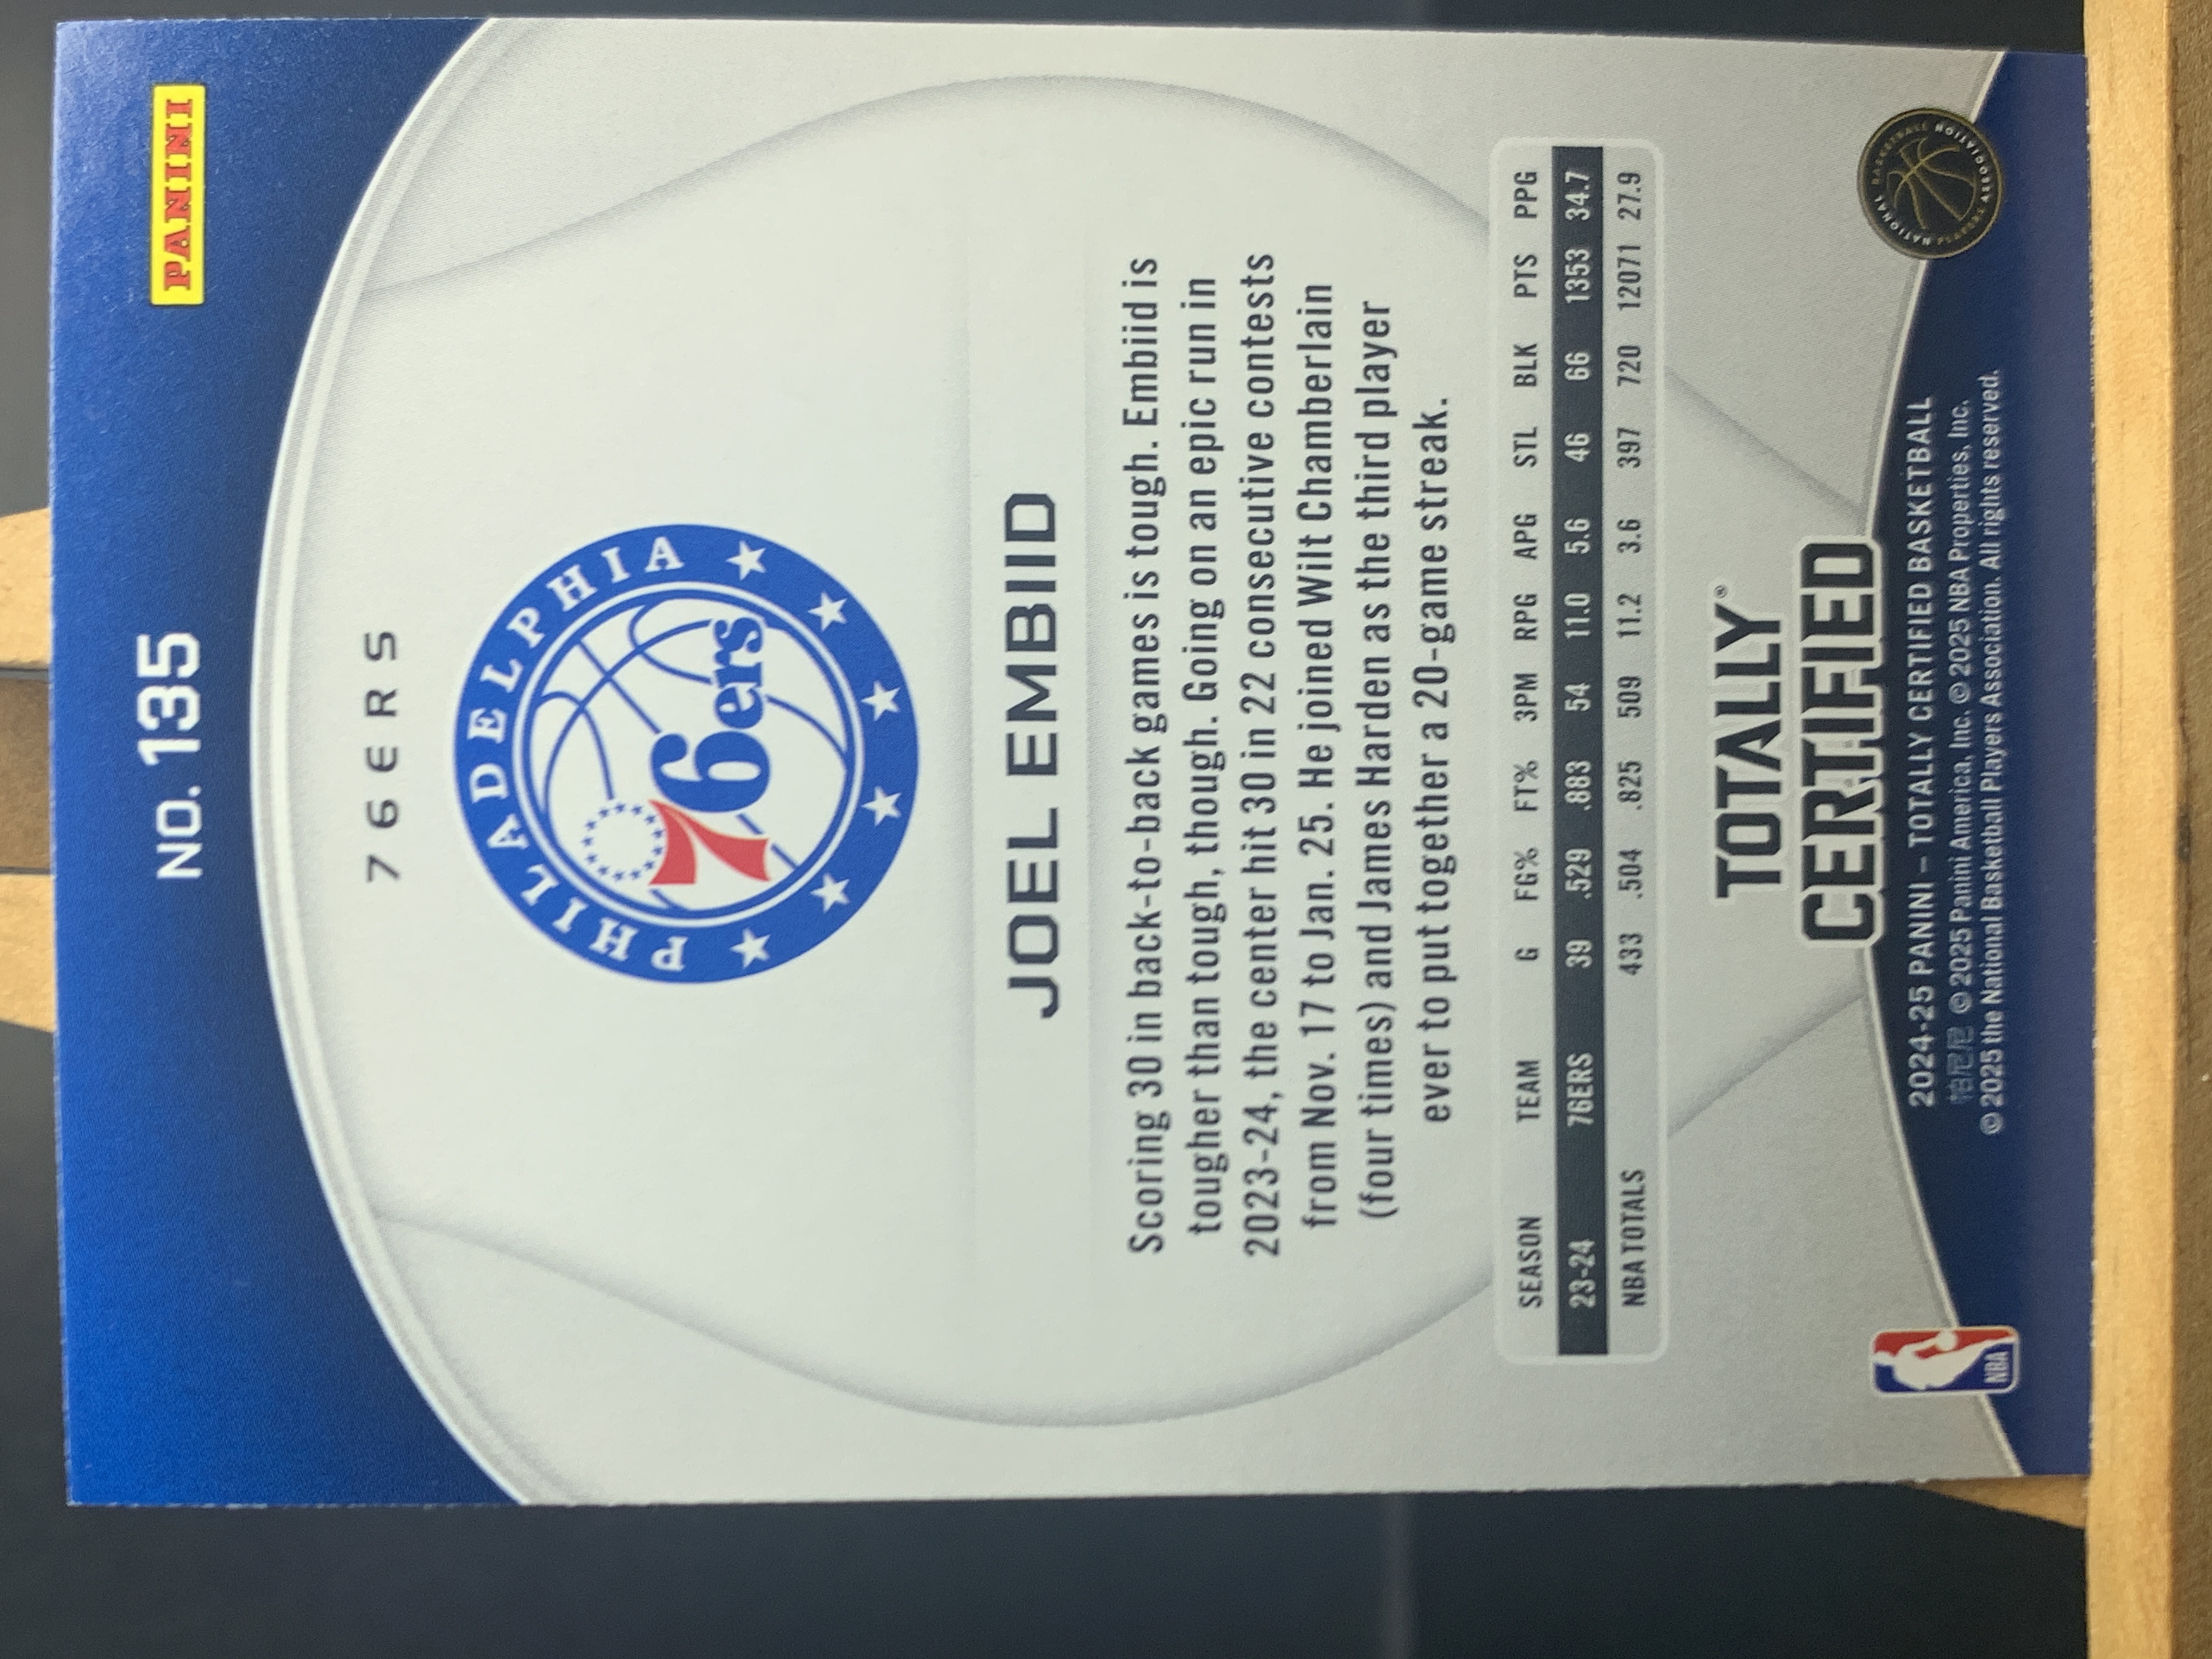 PANINI
NO. 135
76ERS
PHILADELPHIA
76ers
JOEL EMBIID
Scoring 30 in back-to-back games is tough. Embiid is
tougher than tough, though. Going on an epic run in
2023-24, the center hit 30 in 22 consecutive contests
from Nov. 17 to Jan. 25. He joined Wilt Chamberlain
(four times) and James Harden as the third player
ever to put together a 20-game streak.
SEASON TEAM G FG% FT% 3PM RPG APG STL BLK PTS PPG
23-24 76ERS 39 .529 .883 54 11.0 5.6 46 66 1353 34.7
NBA TOTALS 433 .504 .825 509 11.2 3.6 397 720 12071 27.9
TOTALLY®
CERTIFIED
NBA
2024-25 PANINI – TOTALLY CERTIFIED BASKETBALL
帕尼尼 © 2025 Panini America, Inc. © 2025 NBA Properties, Inc.
© 2025 the National Basketball Players Association. All rights reserved.
NATIONAL BASKETBALL PLAYERS ASSOCIATION